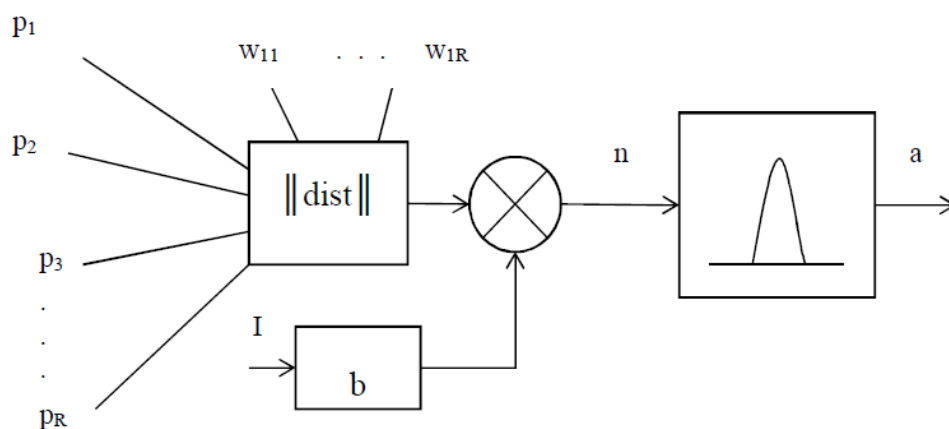 p₁
w₁₁ . . . w₁R
p₂
‖dist‖
n
a
p₃
.
.
.
I
b
pR